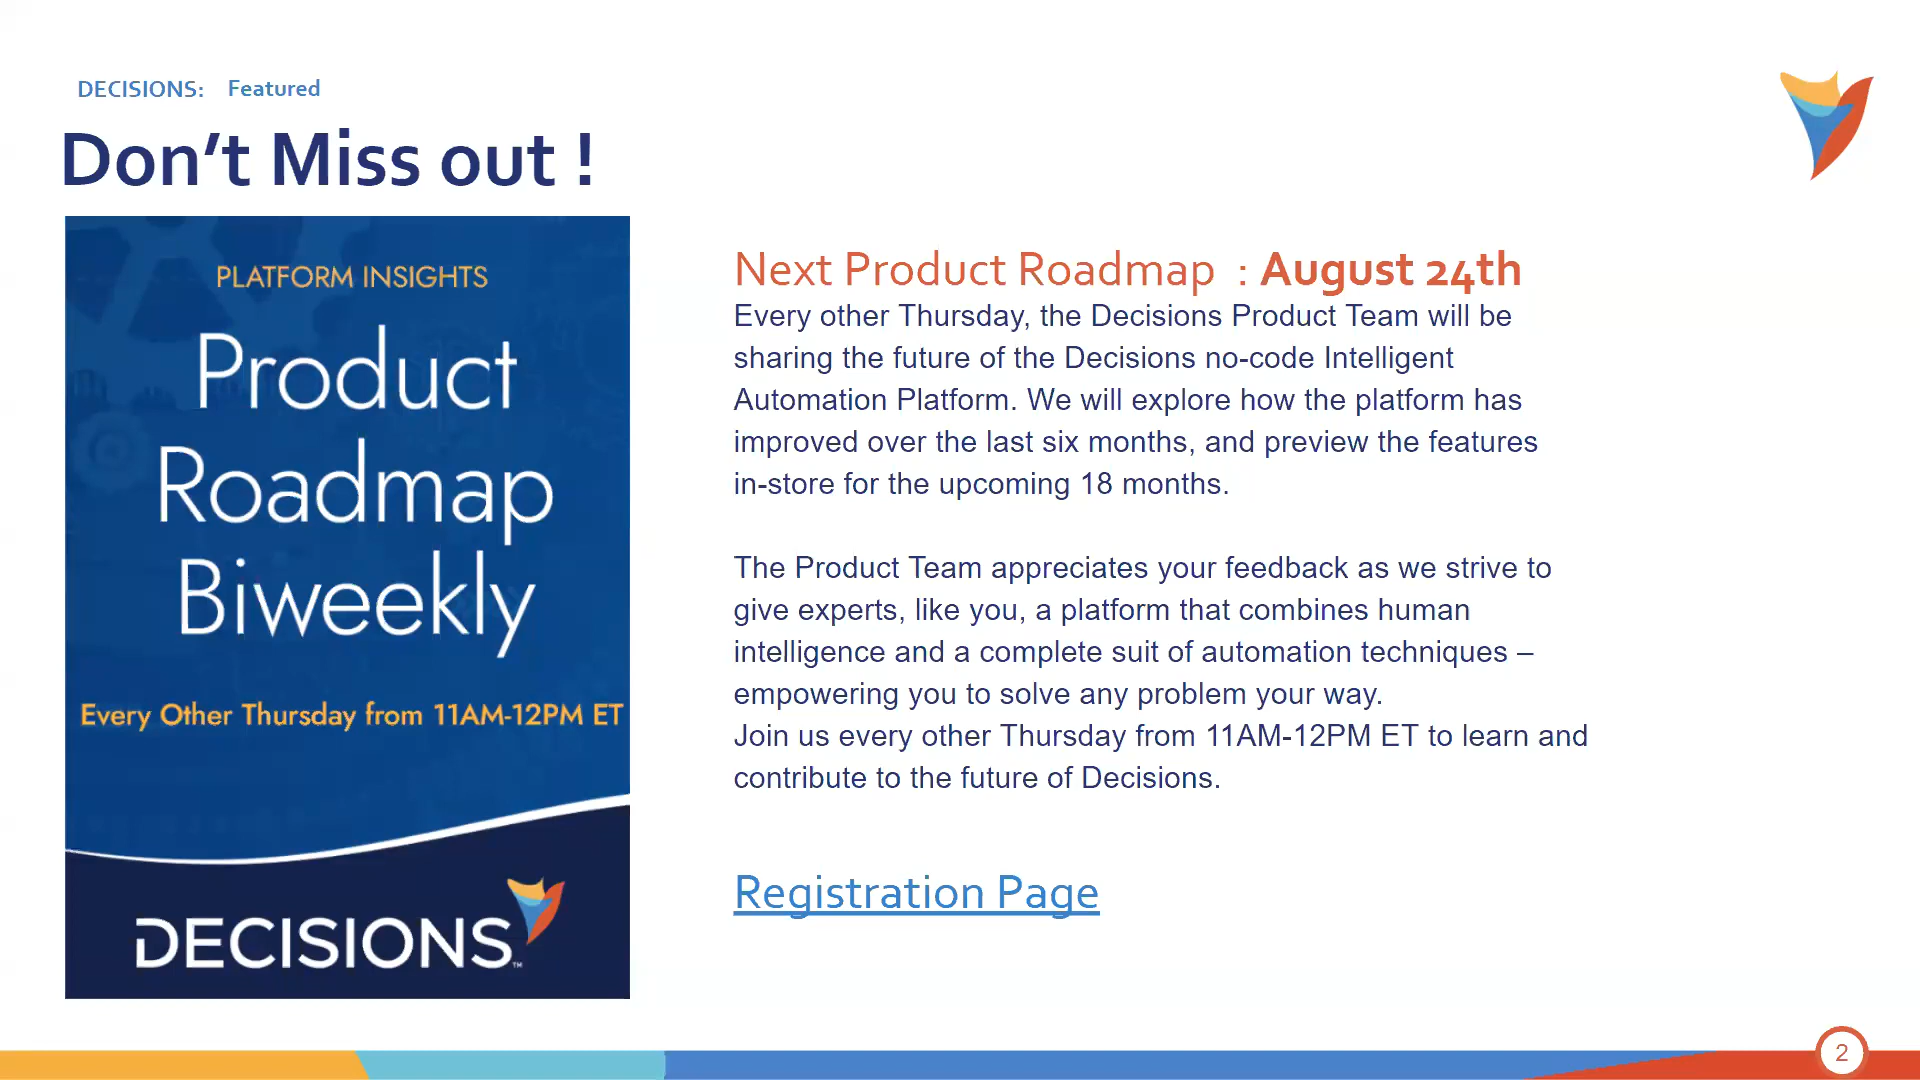 DECISIONS: Featured
Don’t Miss out !
PLATFORM INSIGHTS
Product
Roadmap
Biweekly
Every Other Thursday from 11AM-12PM ET
DECISIONS™
Next Product Roadmap : August 24th
Every other Thursday, the Decisions Product Team will be
sharing the future of the Decisions no-code Intelligent
Automation Platform. We will explore how the platform has
improved over the last six months, and preview the features
in-store for the upcoming 18 months.
The Product Team appreciates your feedback as we strive to
give experts, like you, a platform that combines human
intelligence and a complete suit of automation techniques –
empowering you to solve any problem your way.
Join us every other Thursday from 11AM-12PM ET to learn and
contribute to the future of Decisions.
Registration Page
2